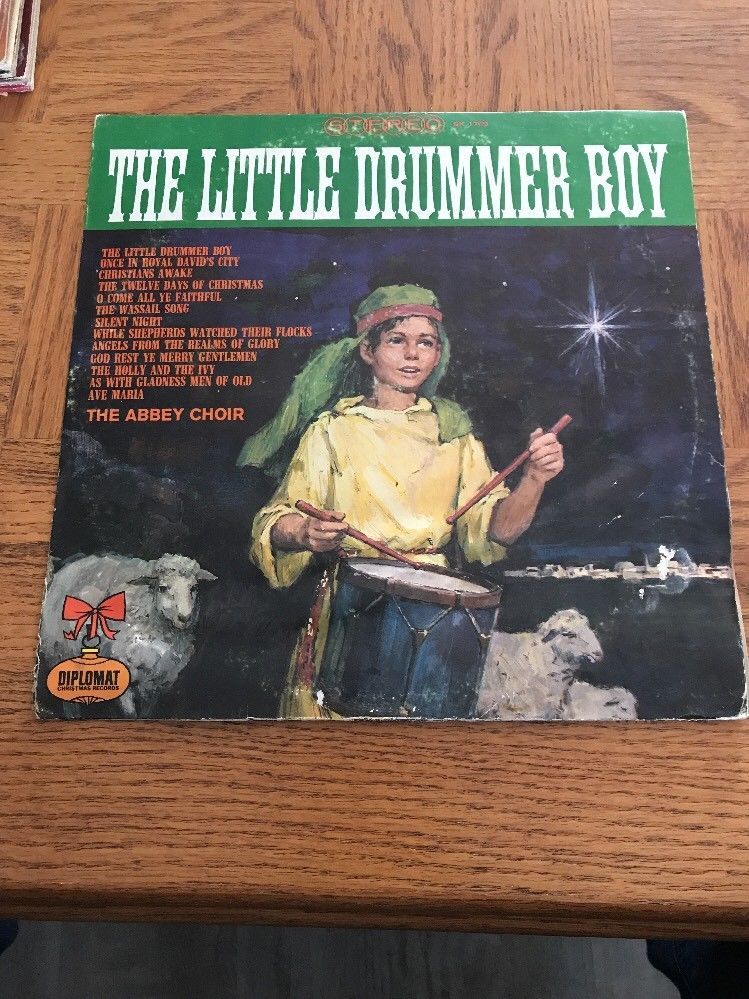 STEREO
THE LITTLE DRUMMER BOY
THE LITTLE DRUMMER BOY
ONCE IN ROYAL DAVID'S CITY
CHRISTIANS AWAKE
THE TWELVE DAYS OF CHRISTMAS
O COME ALL YE FAITHFUL
THE WASSAIL SONG
SILENT NIGHT
WHILE SHEPHERDS WATCHED THEIR FLOCKS
ANGELS FROM THE REALMS OF GLORY
GOD REST YE MERRY GENTLEMEN
THE HOLLY AND THE IVY
AS WITH GLADNESS MEN OF OLD
AVE MARIA
THE ABBEY CHOIR
DIPLOMAT
CHRISTMAS RECORDS